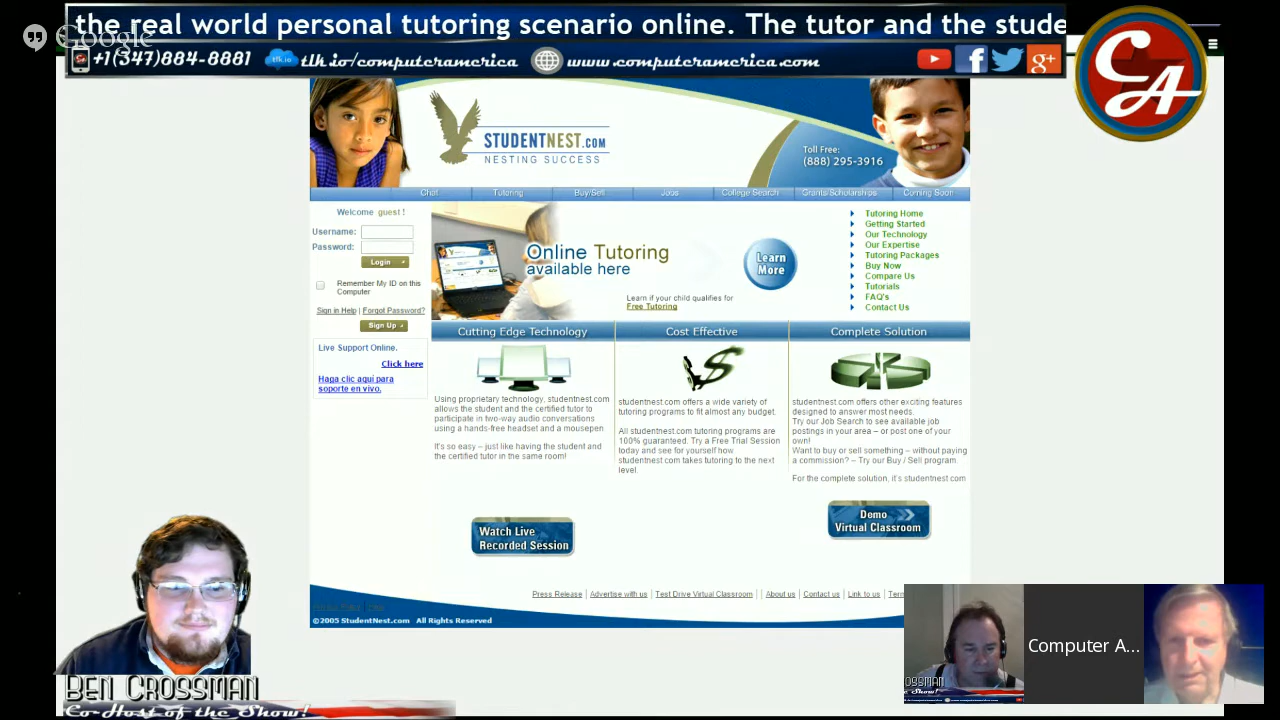 the real world personal tutoring scenario online. The tutor and the stude
Google
+1(347)884-8881
tlk.io
tlk.io/computeramerica
www.computeramerica.com
CA
STUDENTNEST.COM
NESTING SUCCESS
Toll Free:
(888) 295-3916
Chat
Tutoring
Buy/Sell
Jobs
College Search
Grants/Scholarships
Coming Soon
Welcome guest !
Username:
Password:
Login
Remember My ID on this
Computer
Sign in Help | Forgot Password?
Sign Up
Live Support Online.
Click here
Haga clic aquí para
soporte en vivo.
Online Tutoring
available here
Learn
More
Learn if your child qualifies for
Free Tutoring
Tutoring Home
Getting Started
Our Technology
Our Expertise
Tutoring Packages
Buy Now
Compare Us
Tutorials
FAQ's
Contact Us
Cutting Edge Technology
Using proprietary technology, studentnest.com
allows the student and the certified tutor to
participate in two-way audio conversations
using a hands-free headset and a mousepen
It's so easy – just like having the student and
the certified tutor in the same room!
Watch Live
Recorded Session
Cost Effective
studentnest.com offers a wide variety of
tutoring programs to fit almost any budget.
All studentnest.com tutoring programs are
100% guaranteed. Try a Free Trial Session
today and see for yourself how
studentnest.com takes tutoring to the next
level.
Complete Solution
studentnest.com offers other exciting features
designed to answer most needs.
Try our Job Search to see available job
postings in your area – or post one of your
own!
Want to buy or sell something – without paying
a commission? – Try our Buy / Sell program.
For the complete solution, it's studentnest.com
Demo
Virtual Classroom
Press Release | Advertise with us | Test Drive Virtual Classroom | | About us | Contact us | Link to us | Term
©2005 StudentNest.com All Rights Reserved
BEN CROSSMAN
Co-Host of the Show!
Computer A...